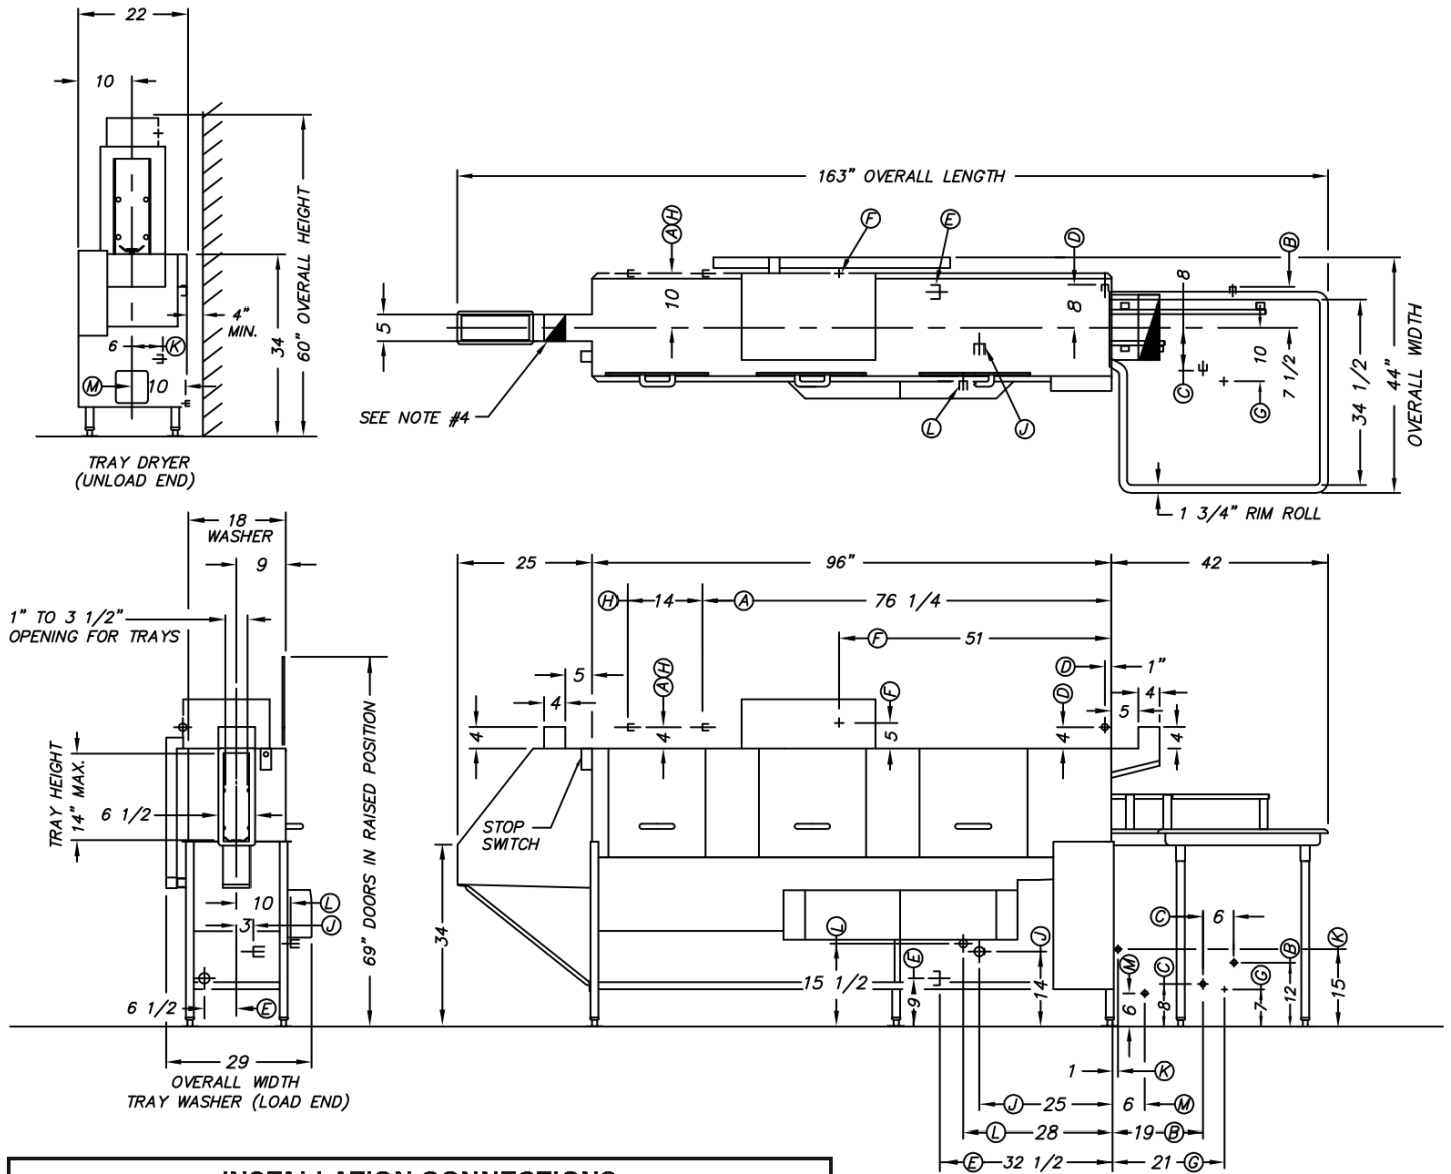 22
10
60" OVERALL HEIGHT
34
4"
MIN.
6
K
M
10
TRAY DRYER
(UNLOAD END)
163" OVERALL LENGTH
A H
F
E
D
B
8
10
8
5
C
10
G
7 1/2
34 1/2
44"
OVERALL WIDTH
SEE NOTE #4
L
J
1 3/4" RIM ROLL
18
WASHER
9
1" TO 3 1/2"
OPENING FOR TRAYS
TRAY HEIGHT
14" MAX.
6 1/2
69" DOORS IN RAISED POSITION
10
L
3
J
6 1/2
E
29
OVERALL WIDTH
TRAY WASHER (LOAD END)
25
96"
42
H
14
A
76 1/4
F
51
D
1"
5
4
A H
F
D
4
5
4
4
5
4
4
STOP
SWITCH
34
L
15 1/2
E
9
J
14
C
6
M
6
C
8
B
12
G
7
K
15
1
K
J
25
6
M
L
28
19
B
E
32 1/2
21
G